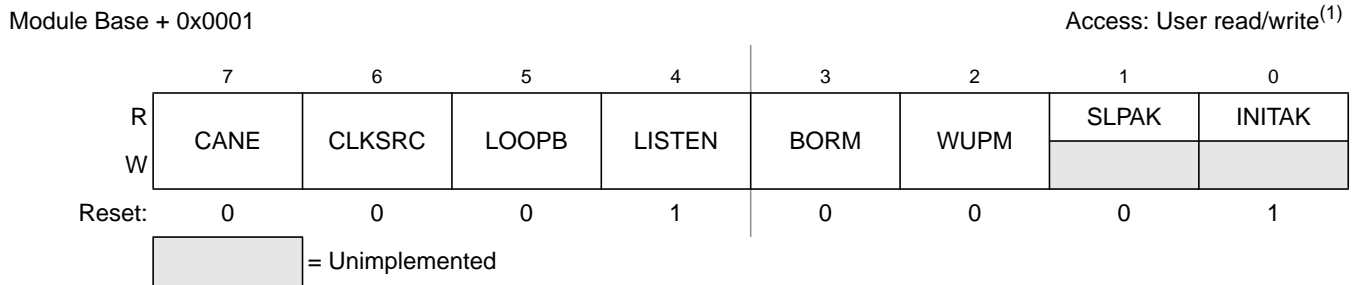 Module Base + 0x0001 Access: User read/write(1)
7 6 5 4 3 2 1 0
R CANE CLKSRC LOOPB LISTEN BORM WUPM SLPAK INITAK
W
Reset: 0 0 0 1 0 0 0 1
= Unimplemented